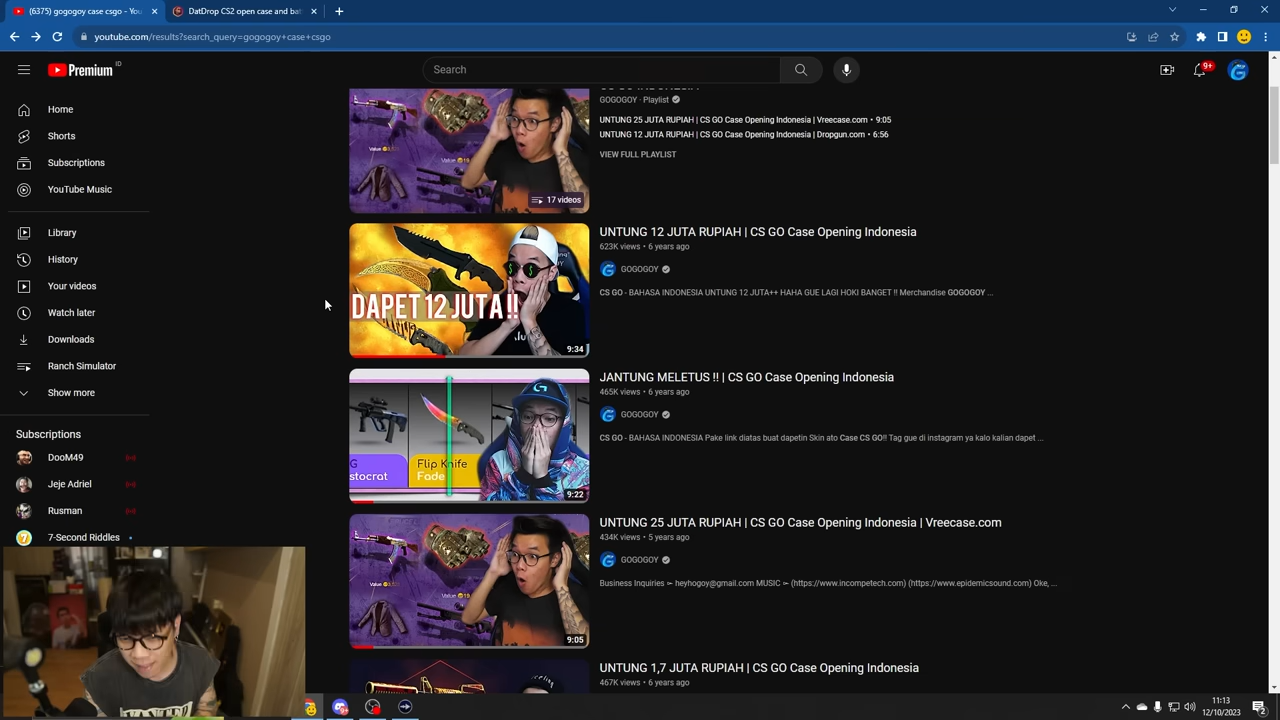 (6375) gogogoy case csgo - You
DatDrop CS2 open case and bat
youtube.com/results?search_query=gogogoy+case+csgo
Premium ID
Search
9+
Home
Shorts
Subscriptions
YouTube Music
Library
History
Your videos
Watch later
Downloads
Ranch Simulator
Show more
Subscriptions
DooM49
Jeje Adriel
Rusman
7-Second Riddles
GOGOGOY · Playlist
UNTUNG 25 JUTA RUPIAH | CS GO Case Opening Indonesia | Vreecase.com • 9:05
UNTUNG 12 JUTA RUPIAH | CS GO Case Opening Indonesia | Dropgun.com • 6:56
VIEW FULL PLAYLIST
17 videos
DAPET 12 JUTA !!
9:34
UNTUNG 12 JUTA RUPIAH | CS GO Case Opening Indonesia
623K views • 6 years ago
GOGOGOY
CS GO - BAHASA INDONESIA UNTUNG 12 JUTA++ HAHA GUE LAGI HOKI BANGET !! Merchandise GOGOGOY ...
Flip Knife
Fade
9:22
JANTUNG MELETUS !! | CS GO Case Opening Indonesia
465K views • 6 years ago
GOGOGOY
CS GO - BAHASA INDONESIA Pake link diatas buat dapetin Skin ato Case CS GO!! Tag gue di instagram ya kalo kalian dapet ...
9:05
UNTUNG 25 JUTA RUPIAH | CS GO Case Opening Indonesia | Vreecase.com
434K views • 5 years ago
GOGOGOY
Business Inquiries ➳ heyhogoy@gmail.com MUSIC ➳ (https://www.incompetech.com) (https://www.epidemicsound.com) Oke, ...
UNTUNG 1,7 JUTA RUPIAH | CS GO Case Opening Indonesia
467K views • 6 years ago
11:13
12/10/2023
2